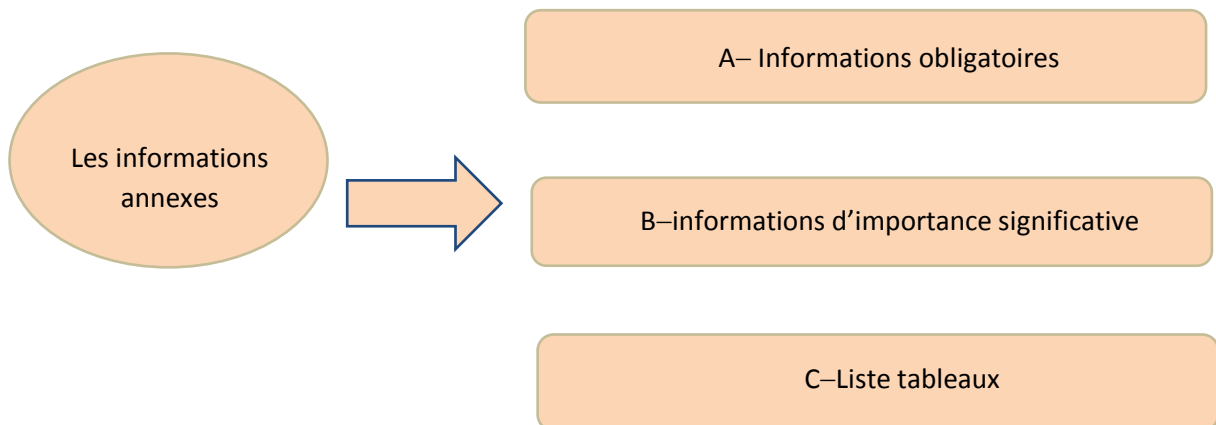 Les informations
annexes
A– Informations obligatoires
B–informations d’importance significative
C–Liste tableaux